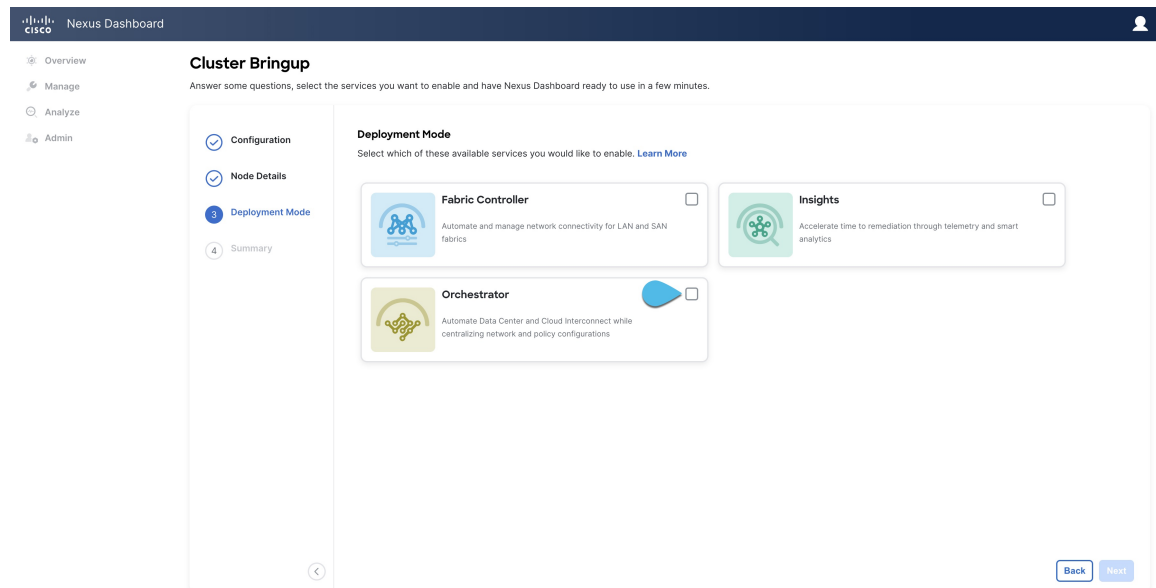 CISCO Nexus Dashboard
Overview
Manage
Analyze
Admin
Cluster Bringup
Answer some questions, select the services you want to enable and have Nexus Dashboard ready to use in a few minutes.
Configuration
Node Details
3 Deployment Mode
4 Summary
Deployment Mode
Select which of these available services you would like to enable. Learn More
Fabric Controller
Automate and manage network connectivity for LAN and SAN
fabrics
Insights
Accelerate time to remediation through telemetry and smart
analytics
Orchestrator
Automate Data Center and Cloud Interconnect while
centralizing network and policy configurations
Back Next